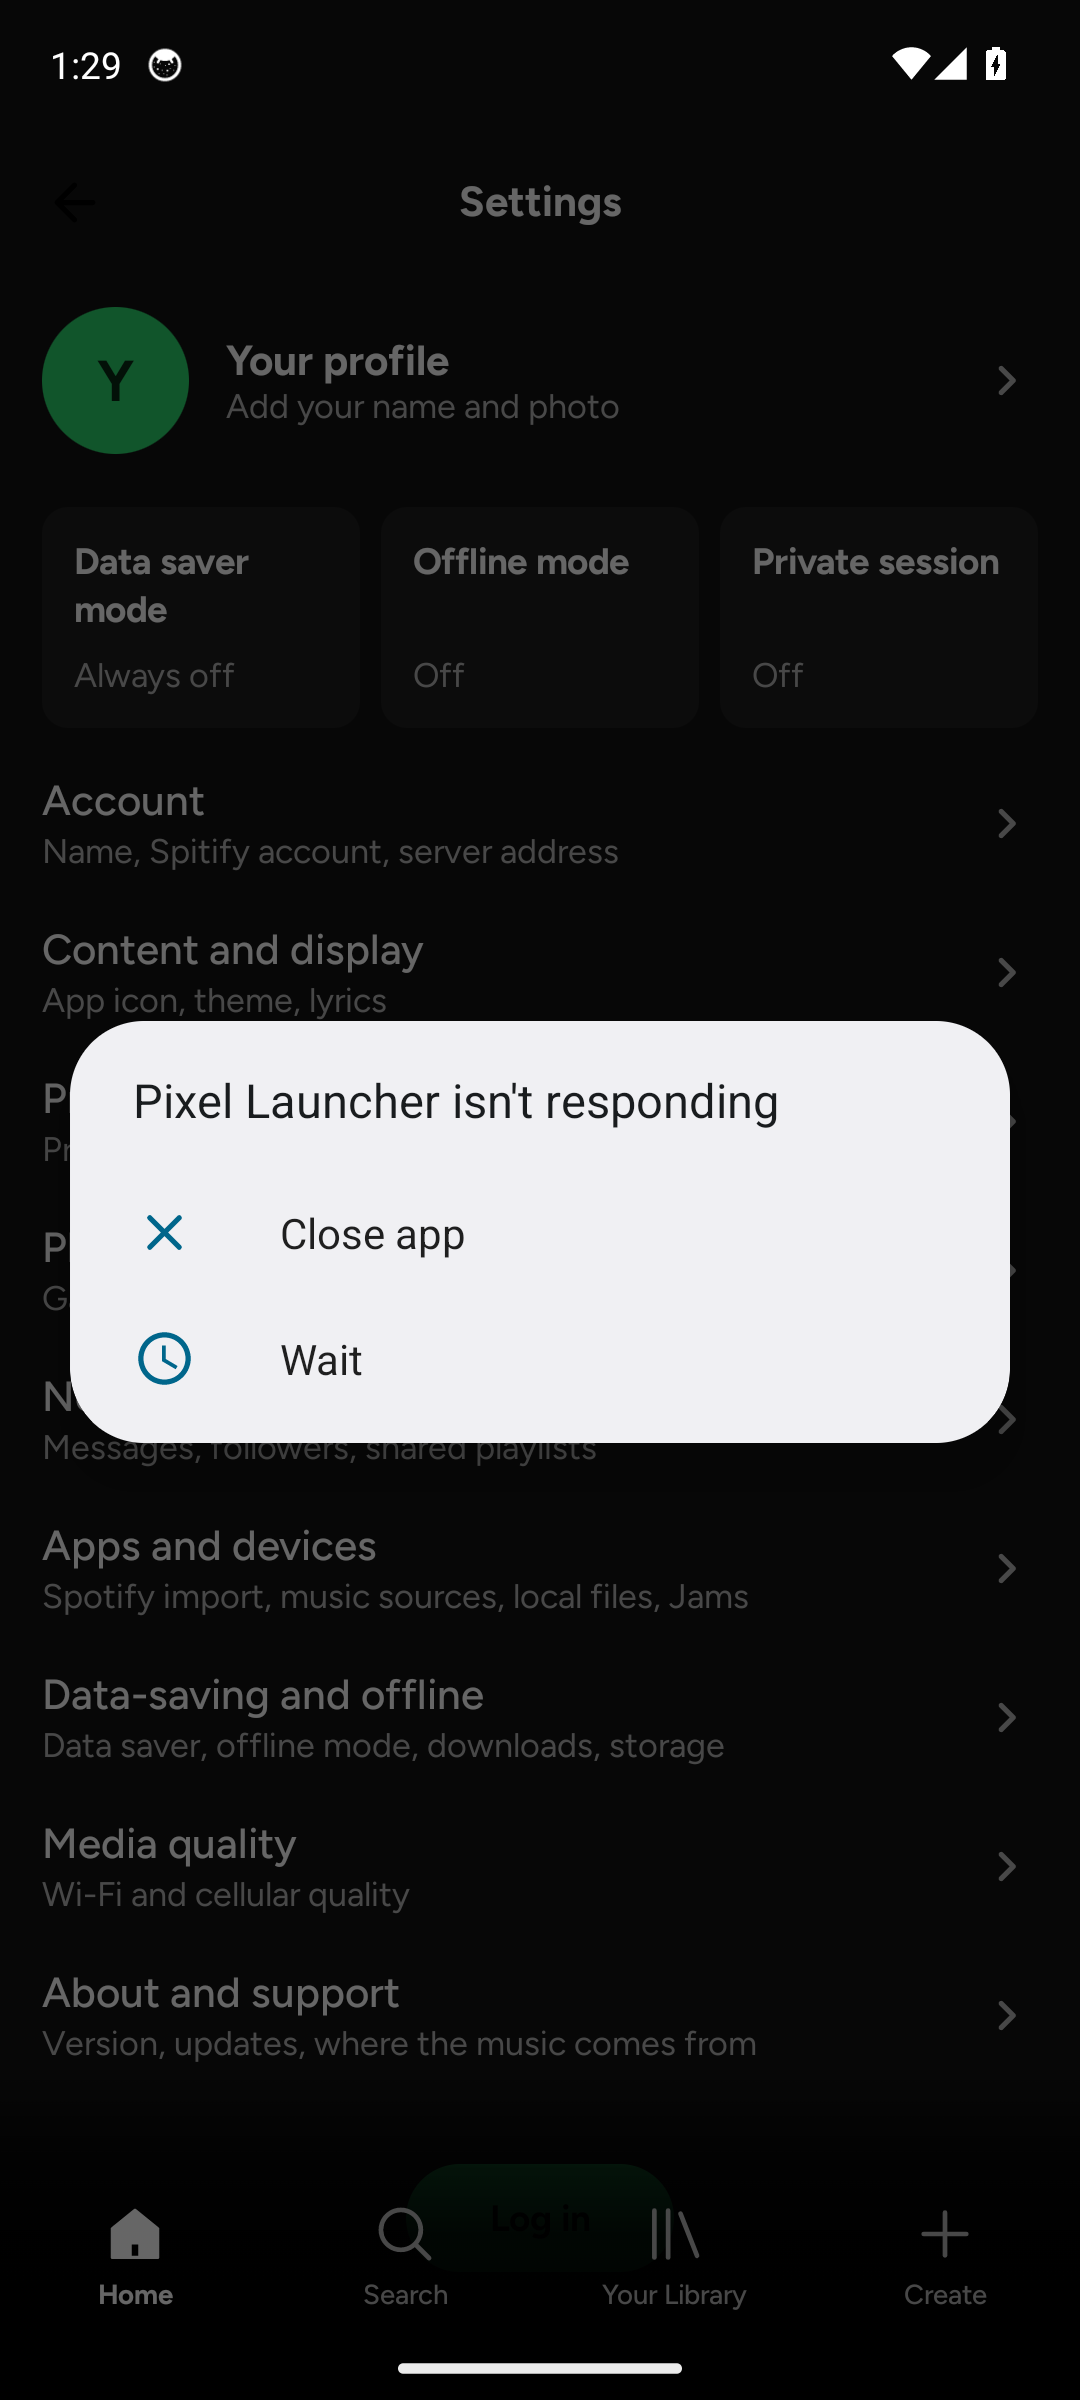 1:29
Settings
Y
Your profile
Add your name and photo
Data saver
mode
Always off
Offline mode
Off
Private session
Off
Account
Name, Spitify account, server address
Content and display
App icon, theme, lyrics
Pixel Launcher isn't responding
Close app
Wait
Messages, followers, shared playlists
Apps and devices
Spotify import, music sources, local files, Jams
Data-saving and offline
Data saver, offline mode, downloads, storage
Media quality
Wi-Fi and cellular quality
About and support
Version, updates, where the music comes from
Log in
Home
Search
Your Library
Create